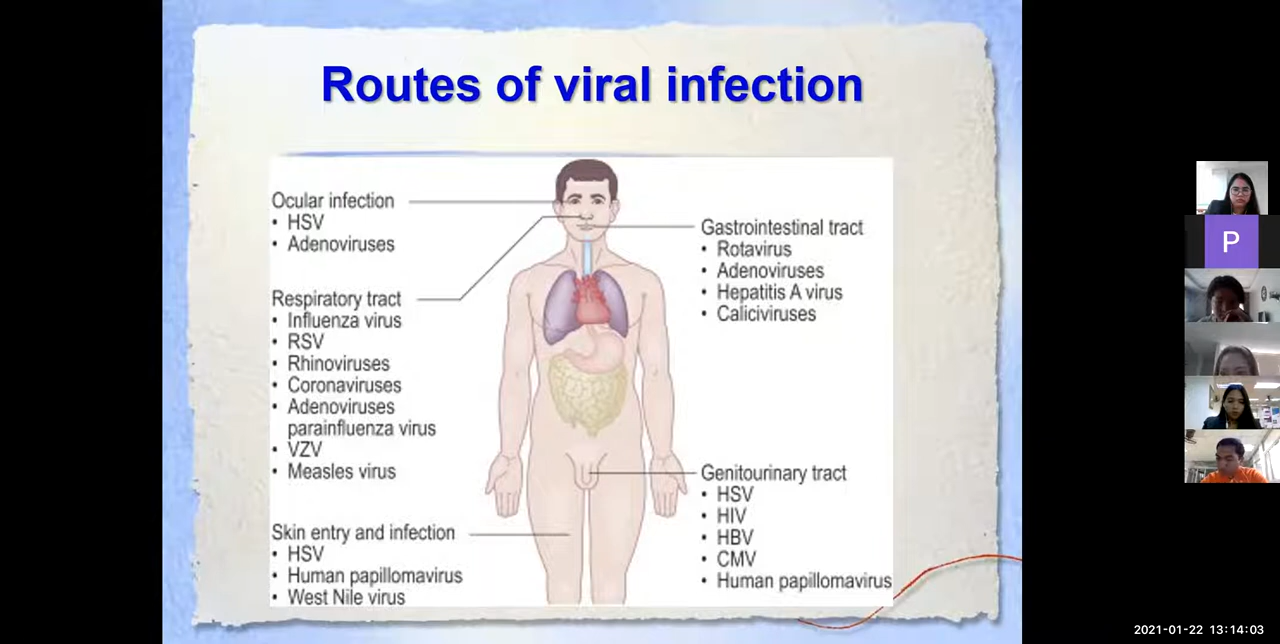 Routes of viral infection
Ocular infection
• HSV
• Adenoviruses
Respiratory tract
• Influenza virus
• RSV
• Rhinoviruses
• Coronaviruses
• Adenoviruses
parainfluenza virus
• VZV
• Measles virus
Skin entry and infection
• HSV
• Human papillomavirus
• West Nile virus
Gastrointestinal tract
• Rotavirus
• Adenoviruses
• Hepatitis A virus
• Caliciviruses
Genitourinary tract
• HSV
• HIV
• HBV
• CMV
• Human papillomavirus
P
2021-01-22 13:14:03